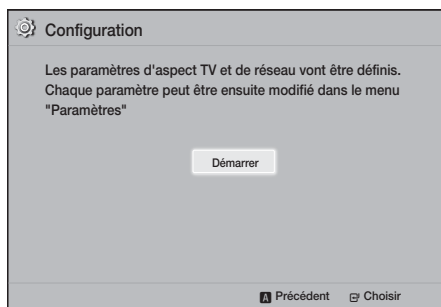 Configuration
Les paramètres d'aspect TV et de réseau vont être définis.
Chaque paramètre peut être ensuite modifié dans le menu
"Paramètres"
Démarrer
A Précédent Choisir